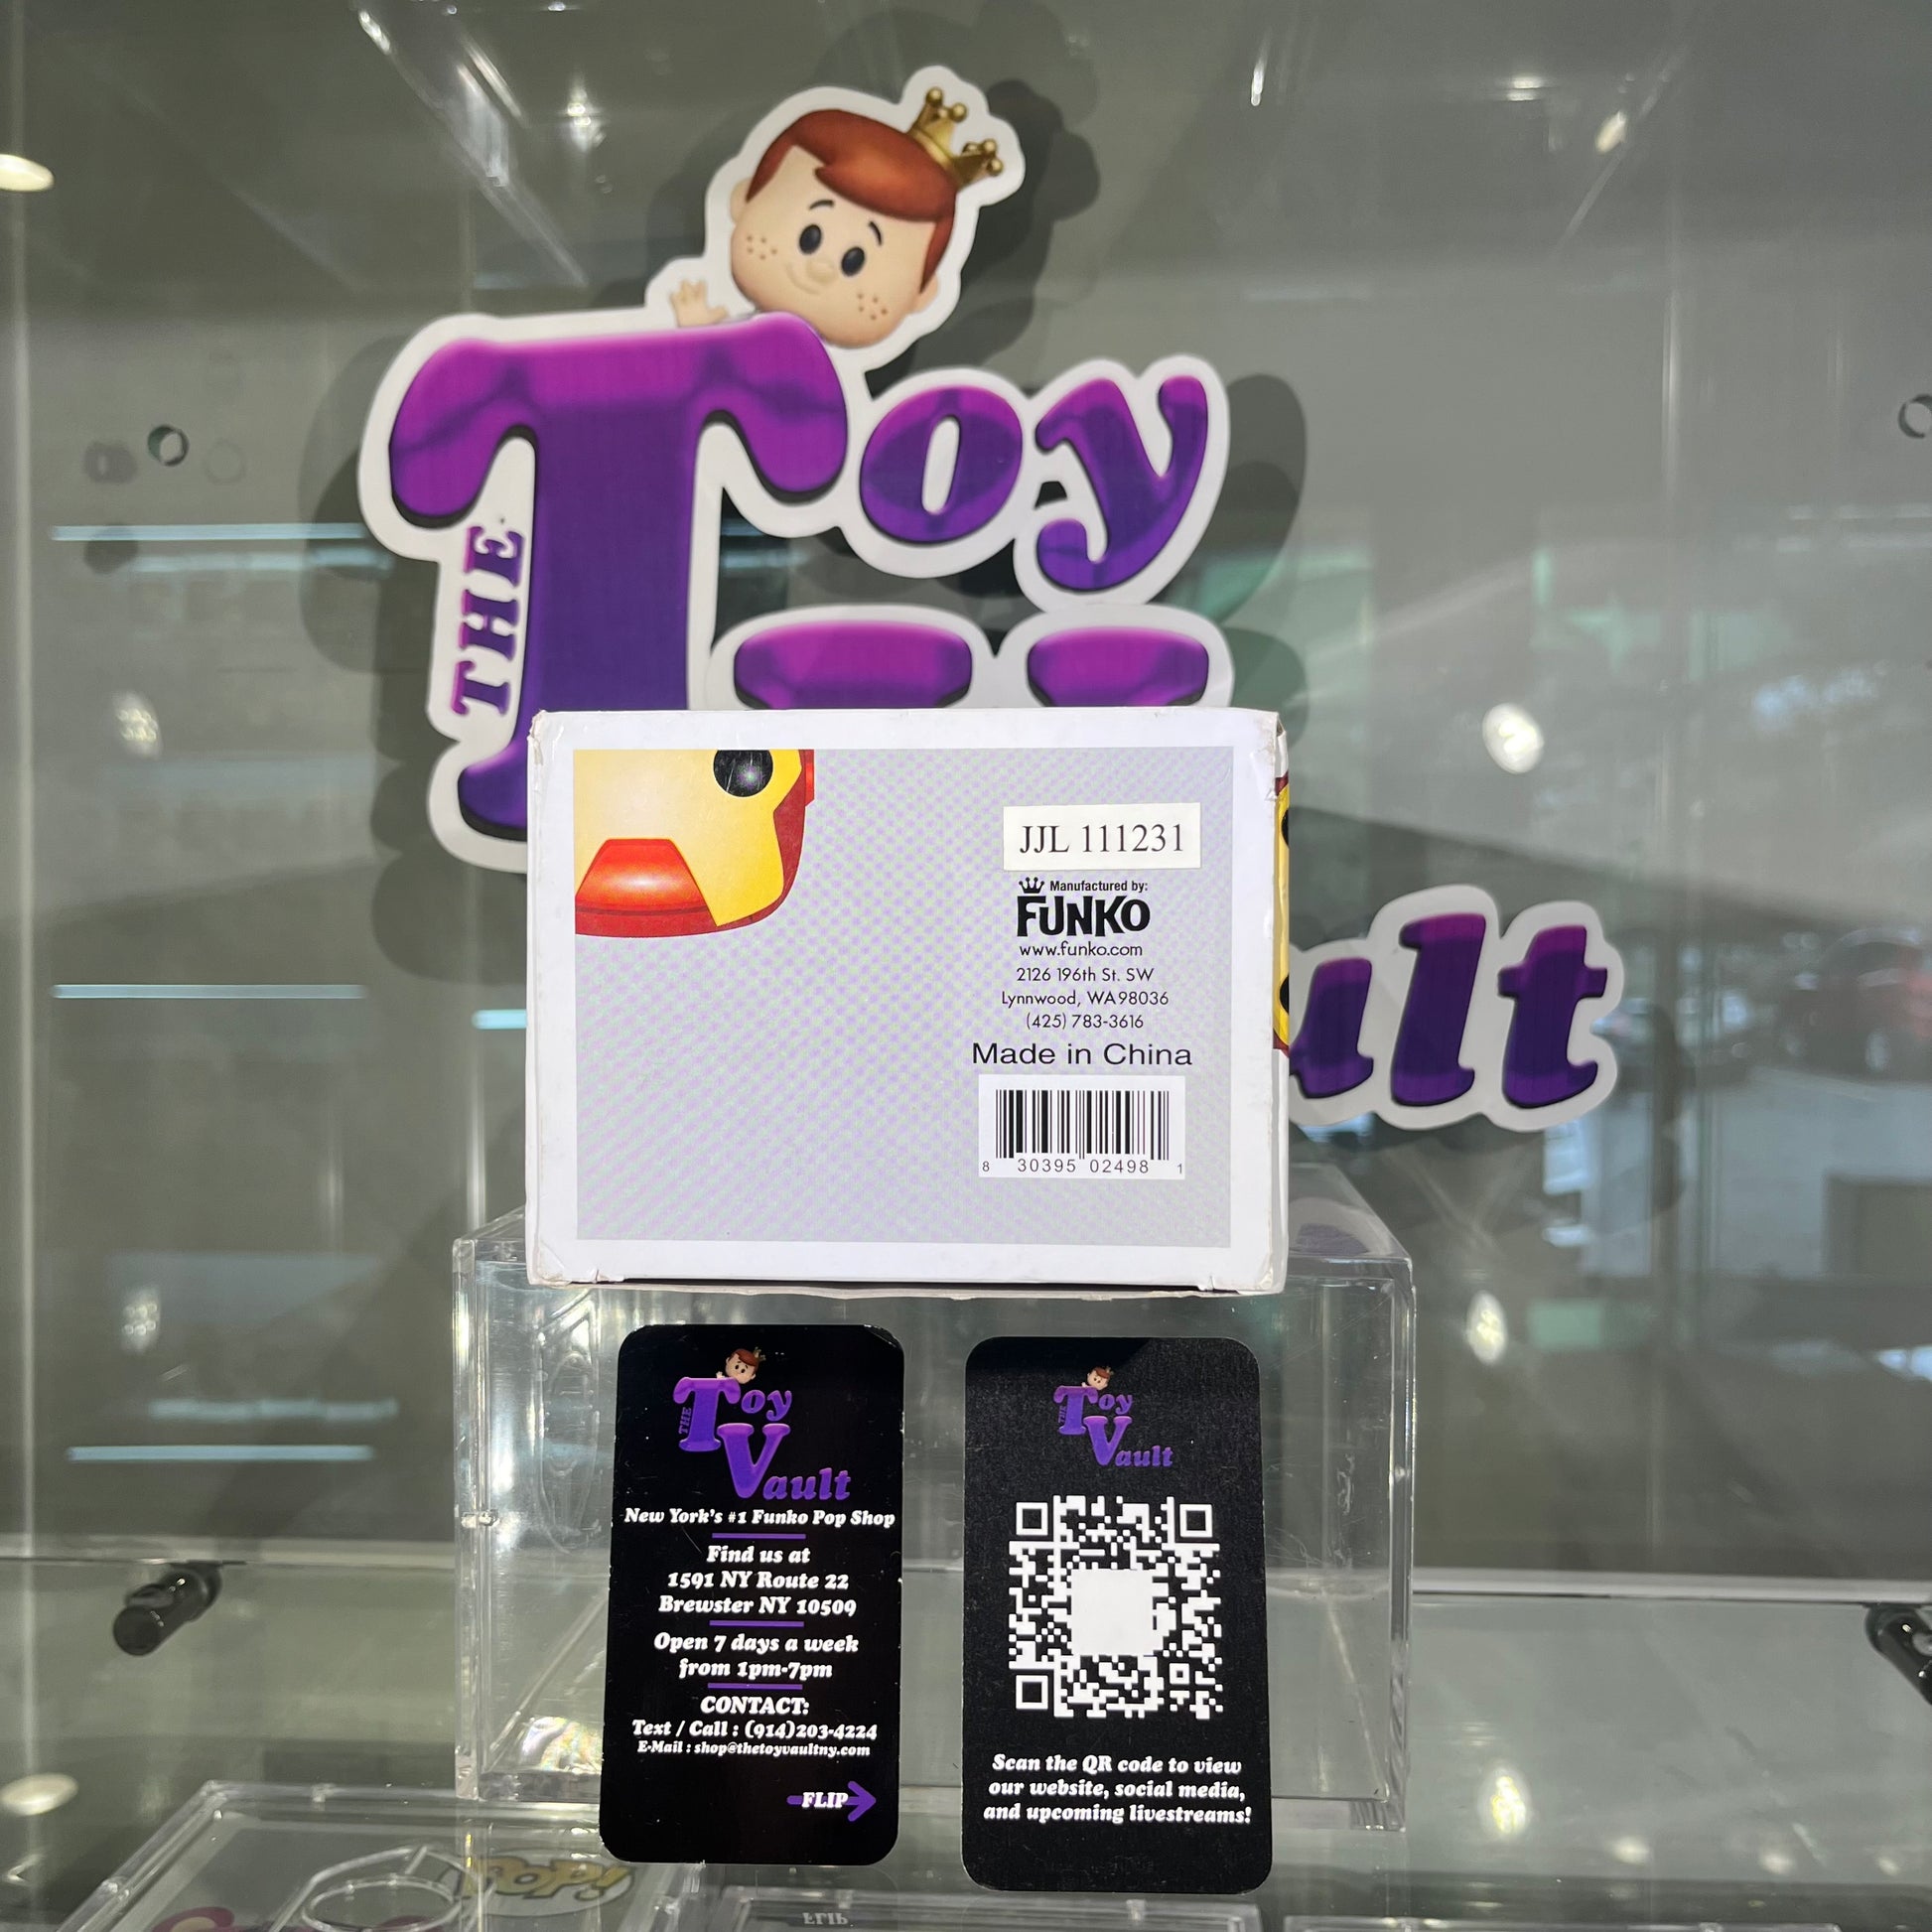 THE
Toy
ult
JJL 111231
Manufactured by:
FUNKO
www.funko.com
2126 196th St. SW
Lynnwood, WA98036
(425) 783-3616
Made in China
8 30395 02498 1
THE Toy
Vault
New York's #1 Funko Pop Shop
Find us at
1591 NY Route 22
Brewster NY 10509
Open 7 days a week
from 1pm-7pm
CONTACT:
Text / Call : (914)203-4224
E-Mail : shop@thetoyvaultny.com
FLIP
THE Toy
Vault
Scan the QR code to view
our website, social media,
and upcoming livestreams!
POP!